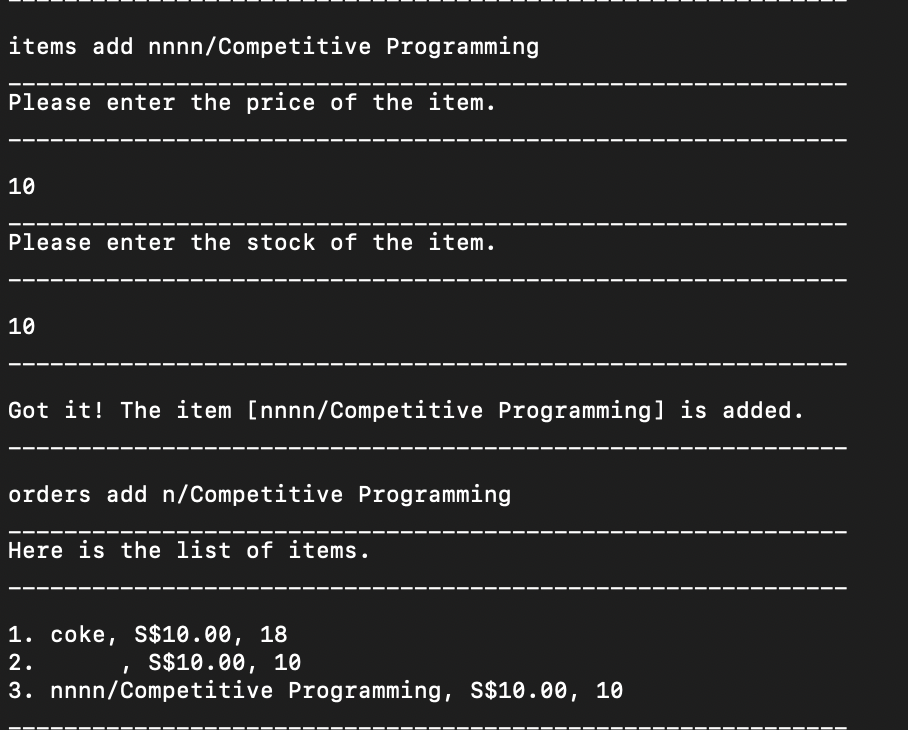 items add nnnn/Competitive Programming
Please enter the price of the item.
10
Please enter the stock of the item.
10
Got it! The item [nnnn/Competitive Programming] is added.
orders add n/Competitive Programming
Here is the list of items.
1. coke, S$10.00, 18
2.      , S$10.00, 10
3. nnnn/Competitive Programming, S$10.00, 10